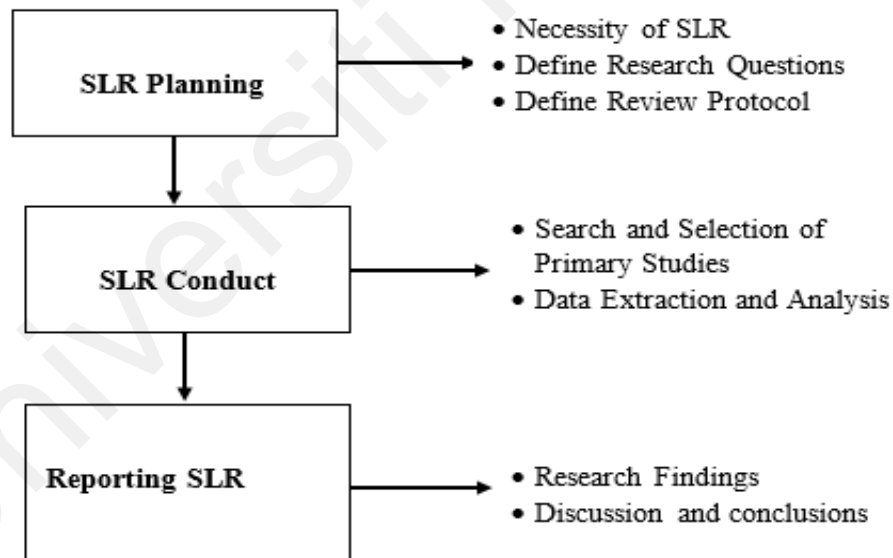 SLR Planning
• Necessity of SLR
• Define Research Questions
• Define Review Protocol
SLR Conduct
• Search and Selection of
Primary Studies
• Data Extraction and Analysis
Reporting SLR
• Research Findings
• Discussion and conclusions
Universiti